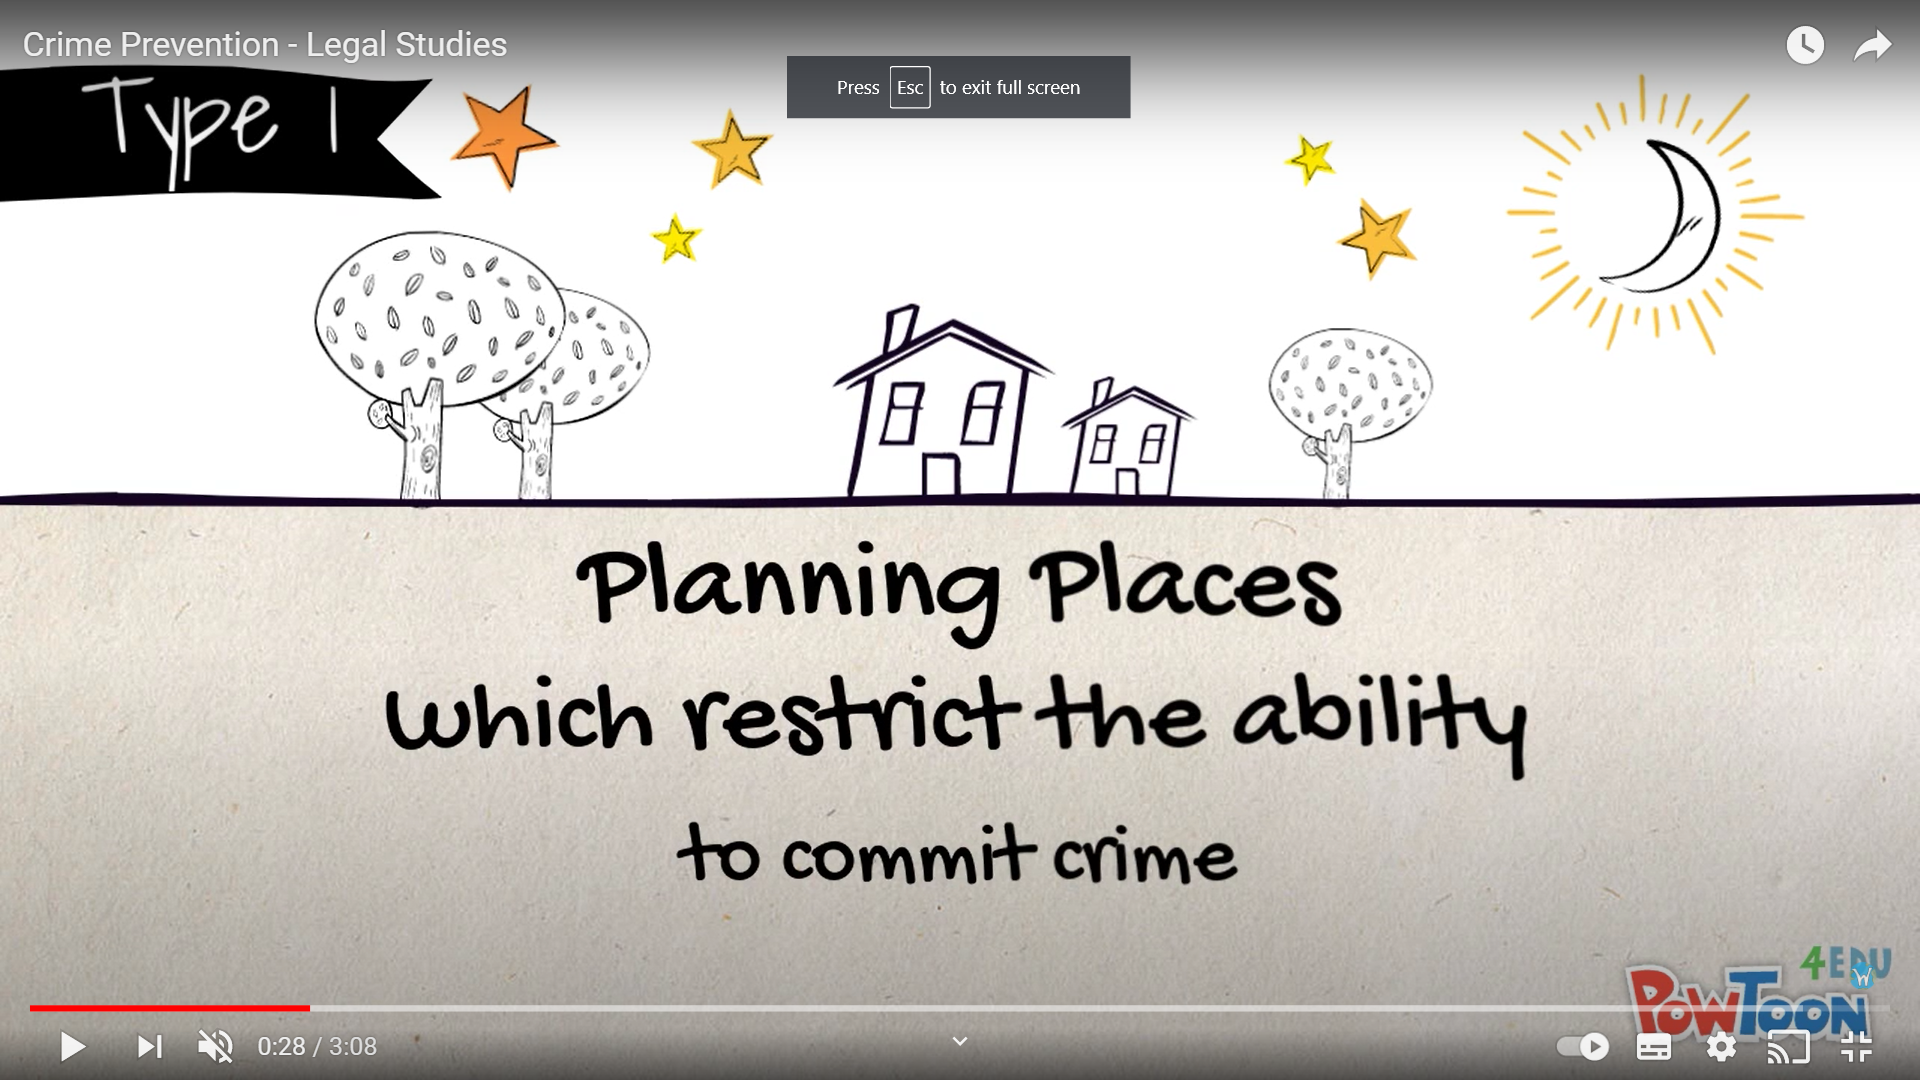 Crime Prevention - Legal Studies
Press Esc to exit full screen
Type 1
Planning Places
which restrict the ability
to commit crime
4EDU
POWTOON
0:28 / 3:08